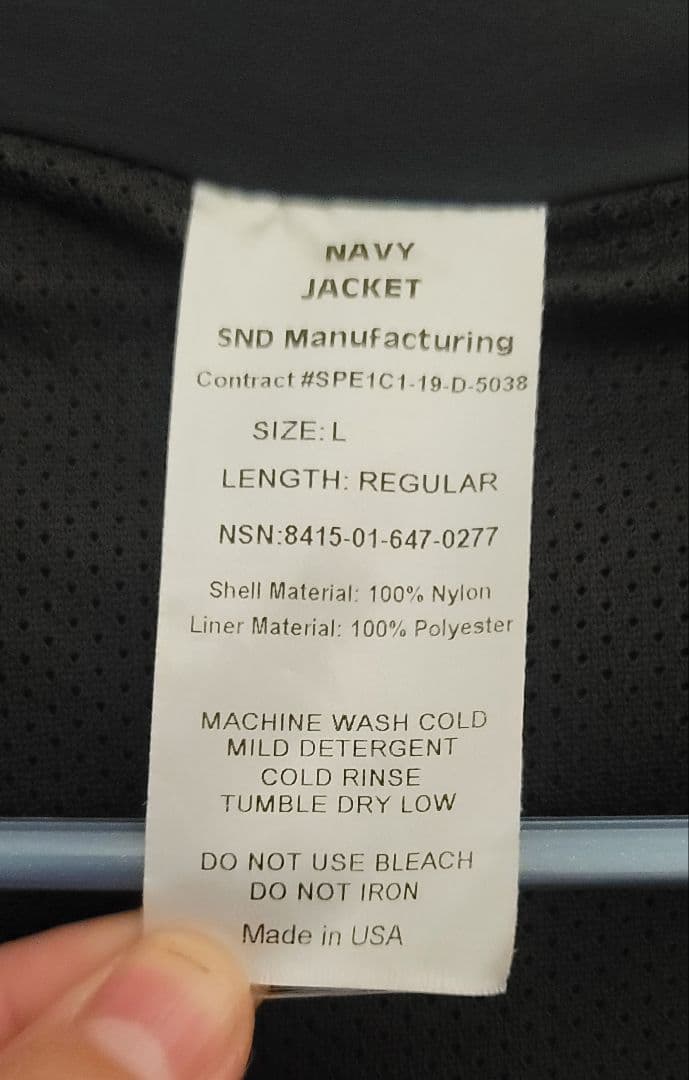 NAVY
JACKET
SND Manufacturing
Contract #SPE1C1-19-D-5038
SIZE: L
LENGTH: REGULAR
NSN:8415-01-647-0277
Shell Material: 100% Nylon
Liner Material: 100% Polyester
MACHINE WASH COLD
MILD DETERGENT
COLD RINSE
TUMBLE DRY LOW
DO NOT USE BLEACH
DO NOT IRON
Made in USA